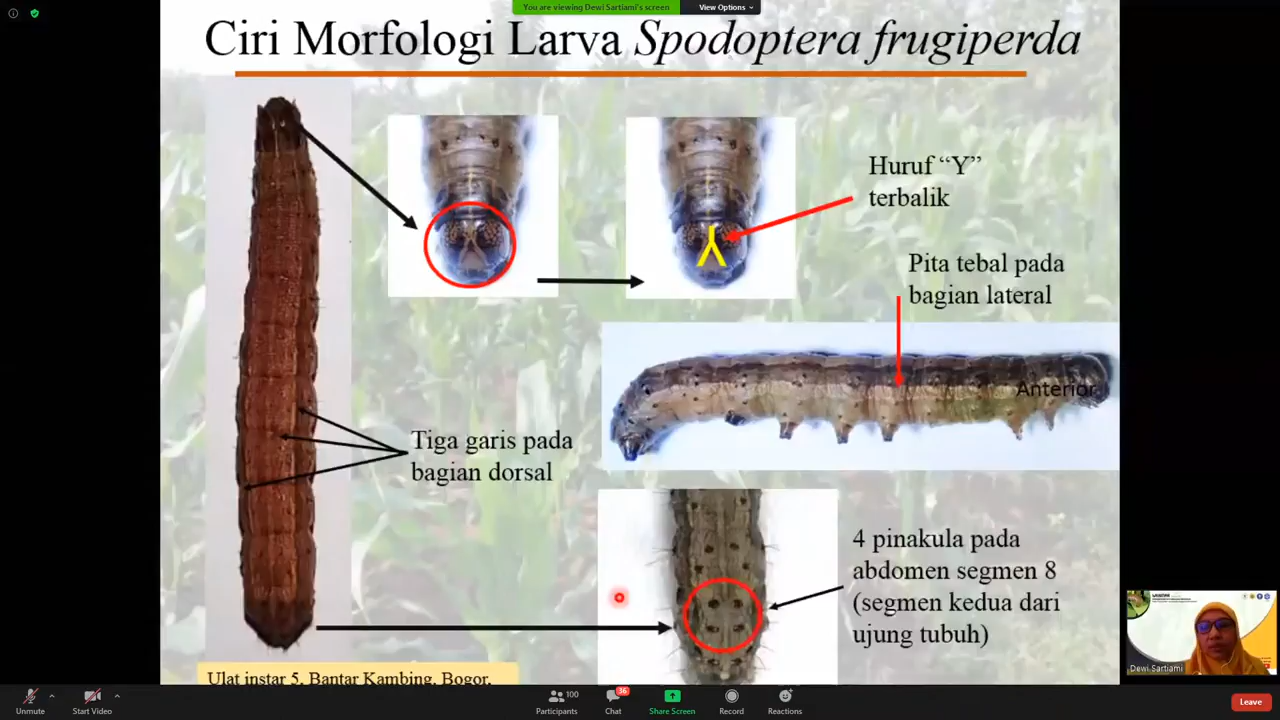 You are viewing Dewi Sartiami's screen
View Options
Ciri Morfologi Larva Spodoptera frugiperda
Huruf “Y”
terbalik
Pita tebal pada
bagian lateral
Anterior
Tiga garis pada
bagian dorsal
4 pinakula pada
abdomen segmen 8
(segmen kedua dari
ujung tubuh)
Ulat instar 5, Bantar Kambing, Bogor,
Dewi Sartiami
Unmute
Start Video
100
Participants
36
Chat
Share Screen
Record
Reactions
Leave